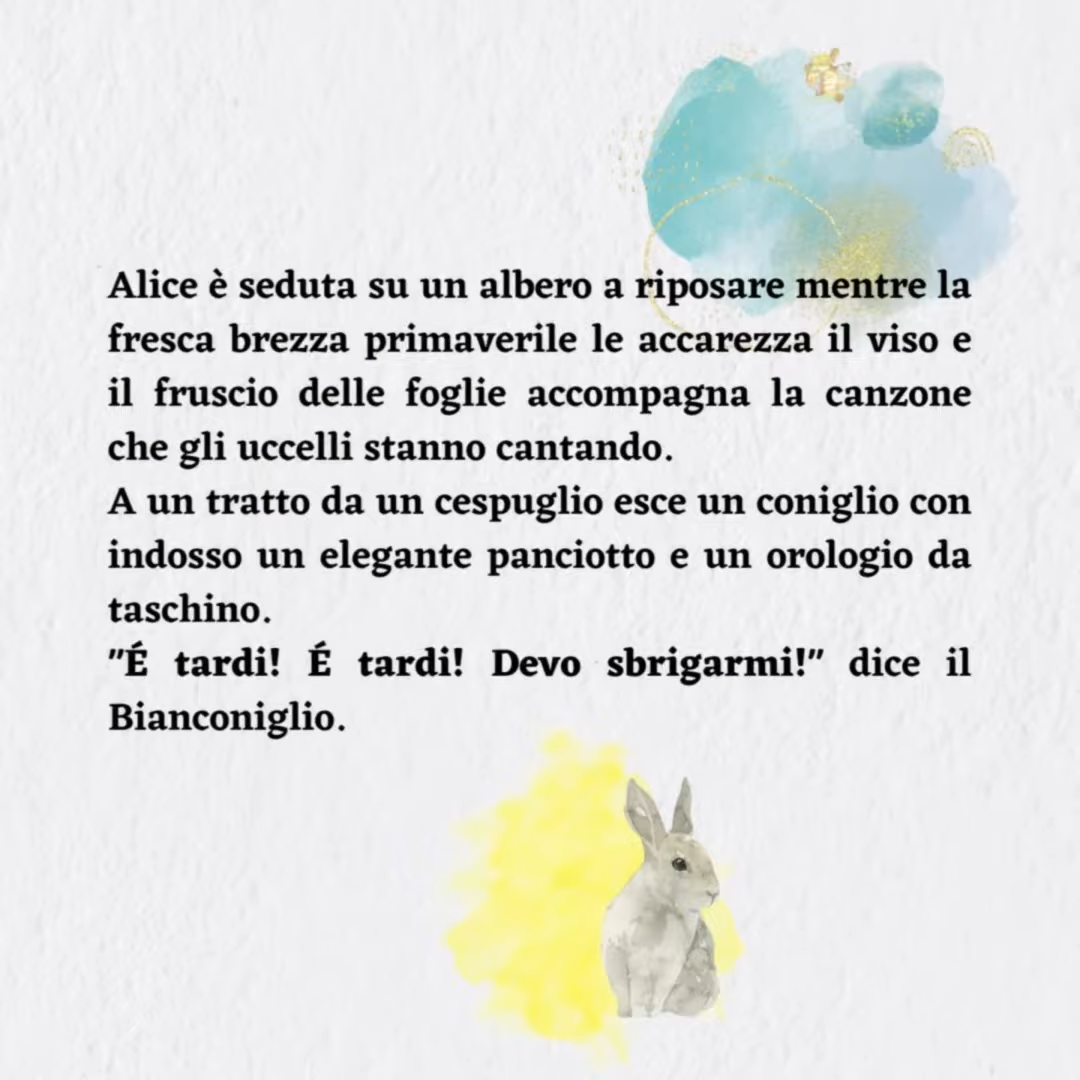 Alice è seduta su un albero a riposare mentre la
fresca brezza primaverile le accarezza il viso e
il fruscio delle foglie accompagna la canzone
che gli uccelli stanno cantando.
A un tratto da un cespuglio esce un coniglio con
indosso un elegante panciotto e un orologio da
taschino.
"É tardi! É tardi! Devo sbrigarmi!" dice il
Bianconiglio.